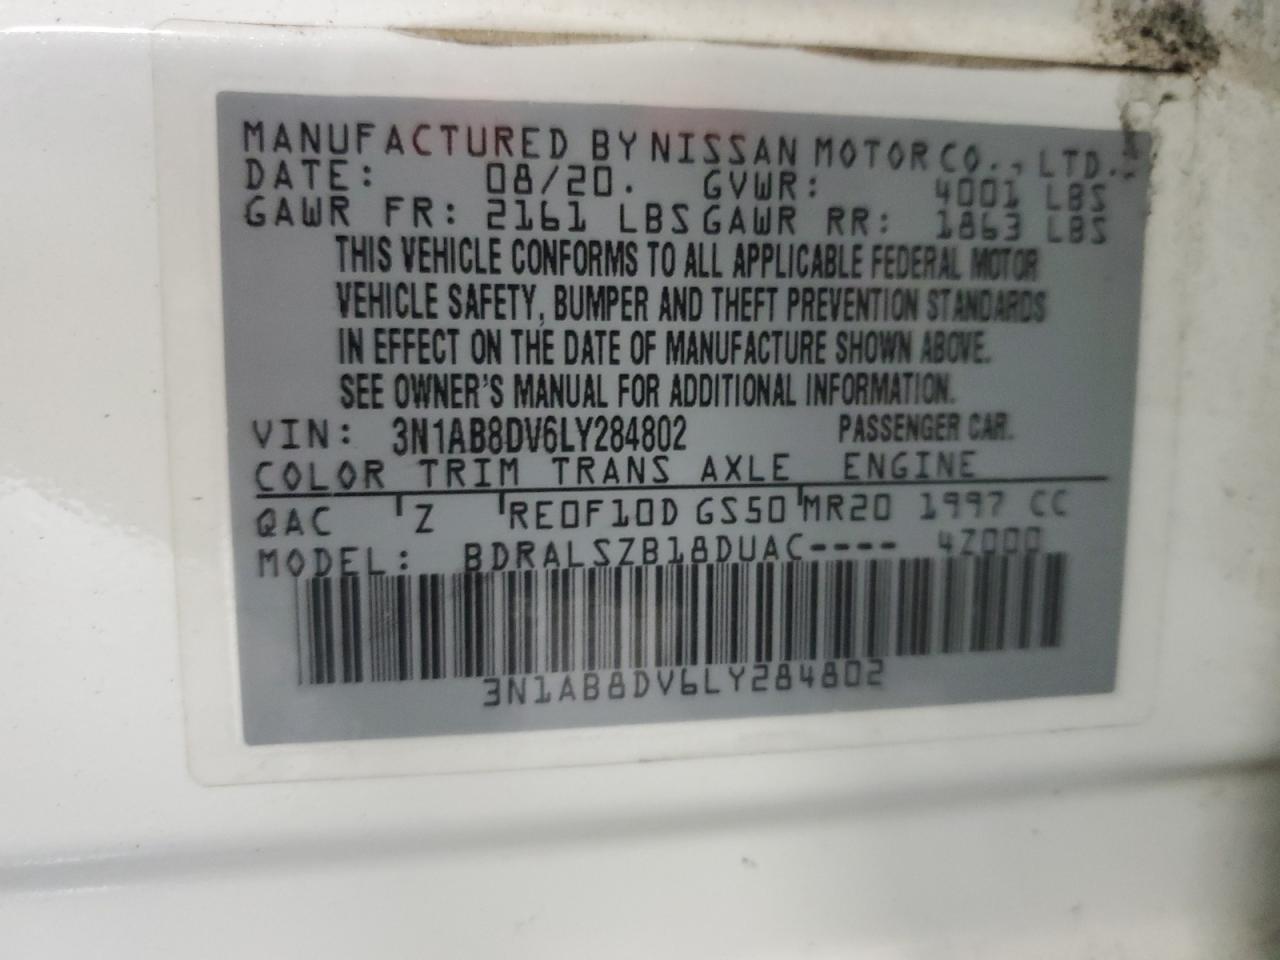 MANUFACTURED BY NISSAN MOTOR CO., LTD.
DATE: 08/20. GVWR: 4001 LBS
GAWR FR: 2161 LBS GAWR RR: 1863 LBS
THIS VEHICLE CONFORMS TO ALL APPLICABLE FEDERAL MOTOR
VEHICLE SAFETY, BUMPER AND THEFT PREVENTION STANDARDS
IN EFFECT ON THE DATE OF MANUFACTURE SHOWN ABOVE.
SEE OWNER'S MANUAL FOR ADDITIONAL INFORMATION.
VIN: 3N1AB8DV6LY284802 PASSENGER CAR.
COLOR TRIM TRANS AXLE ENGINE
QAC Z RE0F10D GS50 MR20 1997 CC
MODEL: BDRALSZB18DUAC---- 4Z000
3N1AB8DV6LY284802